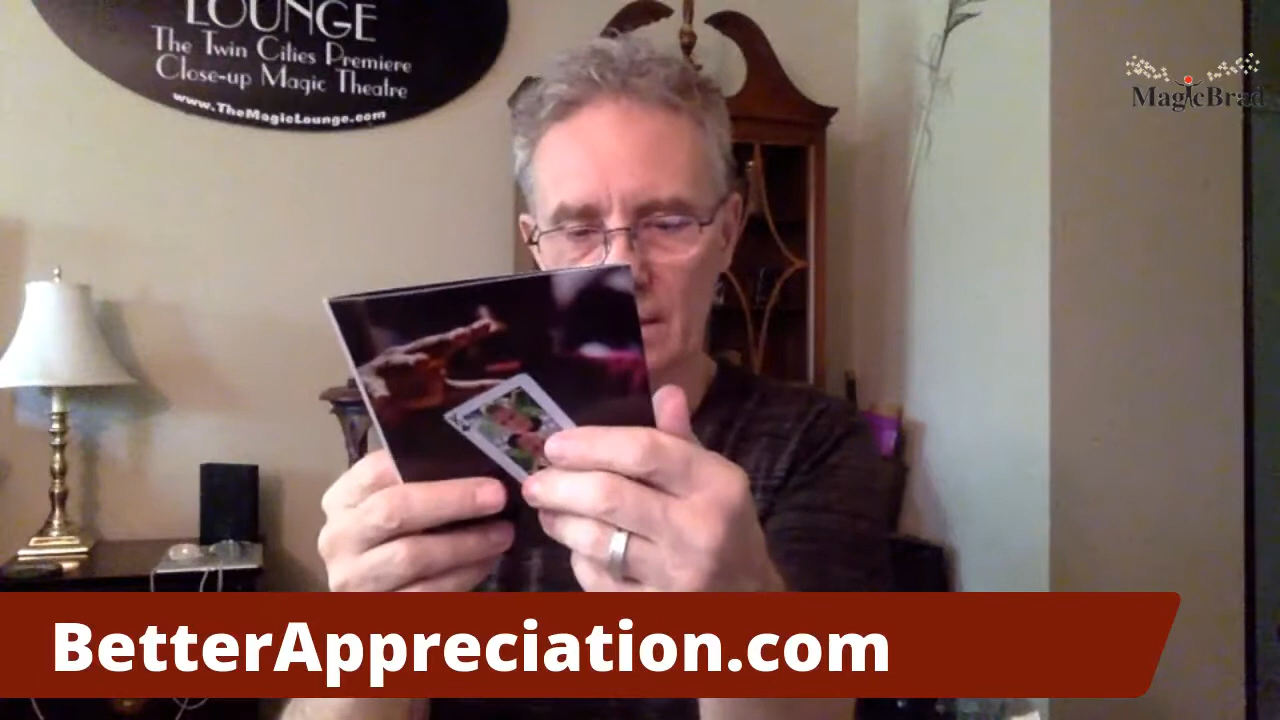 LOUNGE
The Twin Cities Premiere
Close-up Magic Theatre
www.TheMagicLounge.com
MagicBrad
BetterAppreciation.com